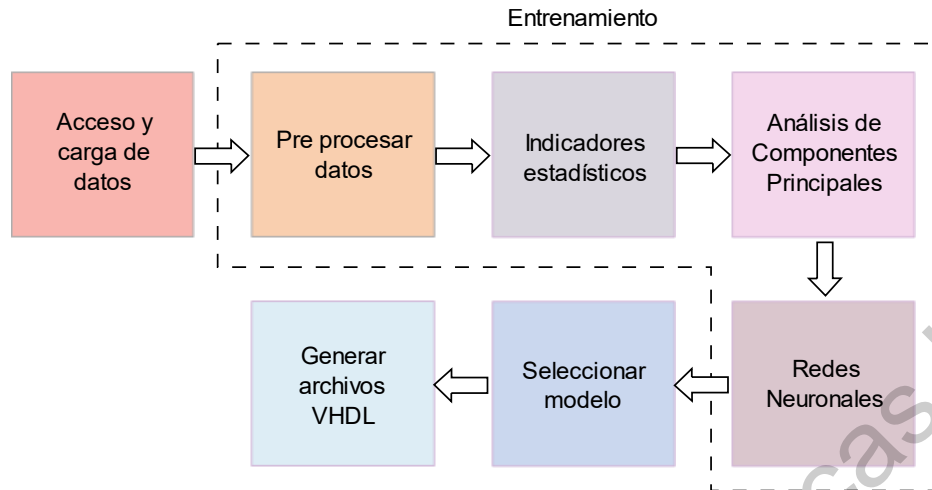 Entrenamiento
Acceso y
carga de
datos
Pre procesar
datos
Indicadores
estadísticos
Análisis de
Componentes
Principales
Generar
archivos
VHDL
Seleccionar
modelo
Redes
Neuronales
cas